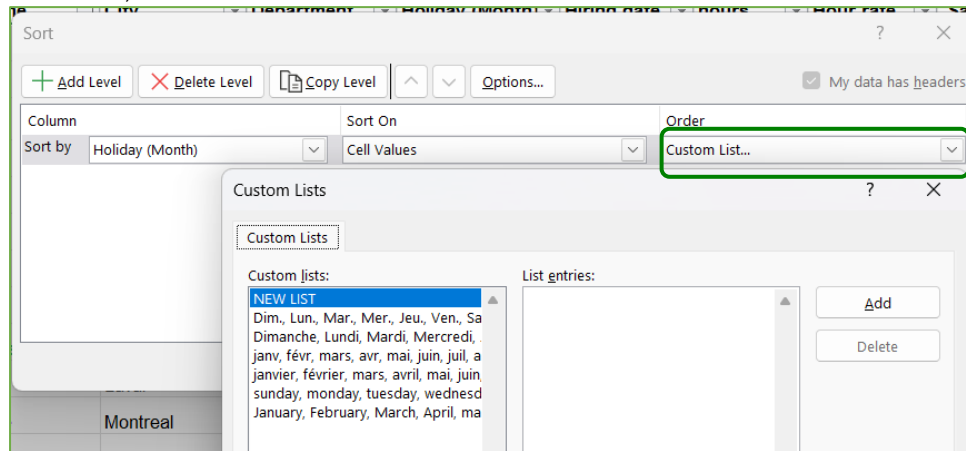 City Department Holiday (Month) Hiring date hours Hour rate
Sort ?
Add Level Delete Level Copy Level Options... My data has headers
Column Sort On Order
Sort by Holiday (Month) Cell Values Custom List...
Custom Lists ?
Custom Lists
Custom lists: List entries:
NEW LIST Add
Dim., Lun., Mar., Mer., Jeu., Ven., Sa
Dimanche, Lundi, Mardi, Mercredi, Delete
janv, févr, mars, avr, mai, juin, juil, a
janvier, février, mars, avril, mai, juin,
sunday, monday, tuesday, wednesd
January, February, March, April, ma
Montreal